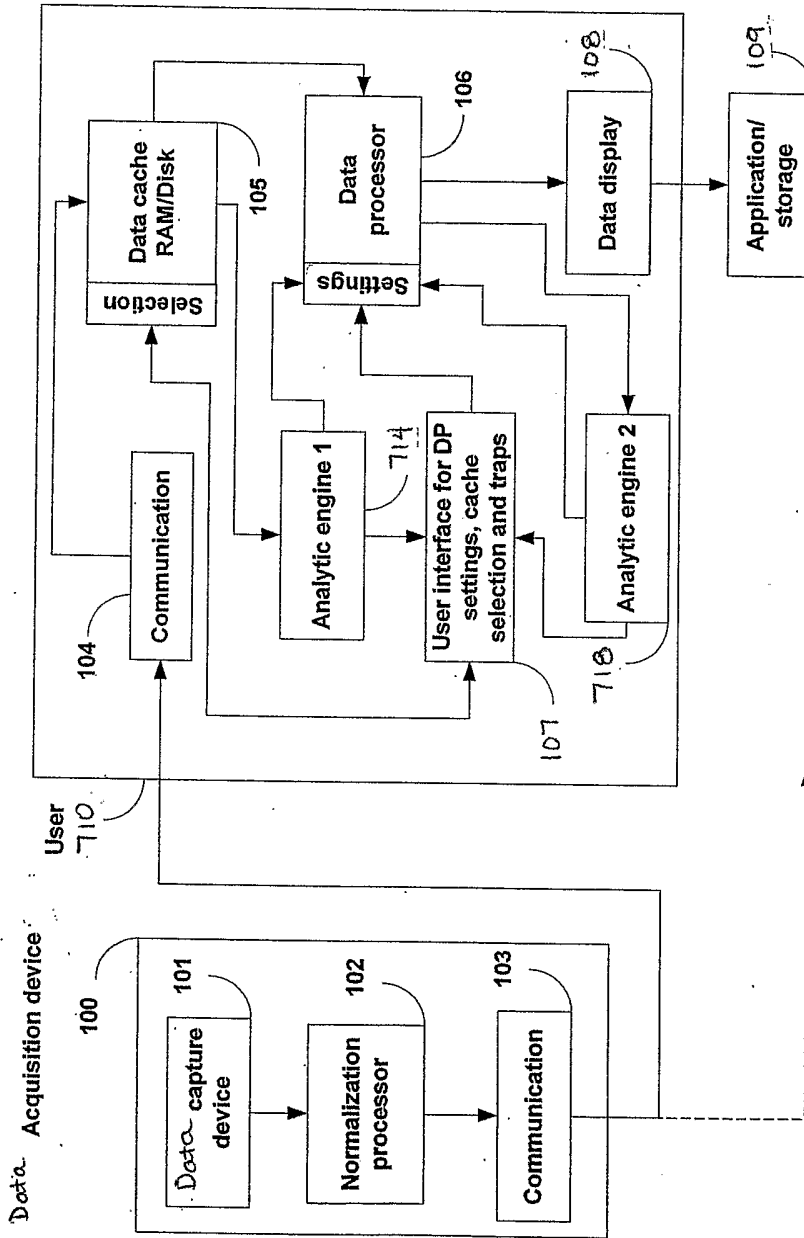 Data Acquisition device
100
Data capture
device
101
Normalization
processor
102
Communication
103
User
710
Communication
104
Selection
Data cache
RAM/Disk
105
Analytic engine 1
714
Settings
Data
processor
106
User interface for DP
settings, cache
selection and traps
107
Analytic engine 2
718
Data display
108
Application/
storage
109